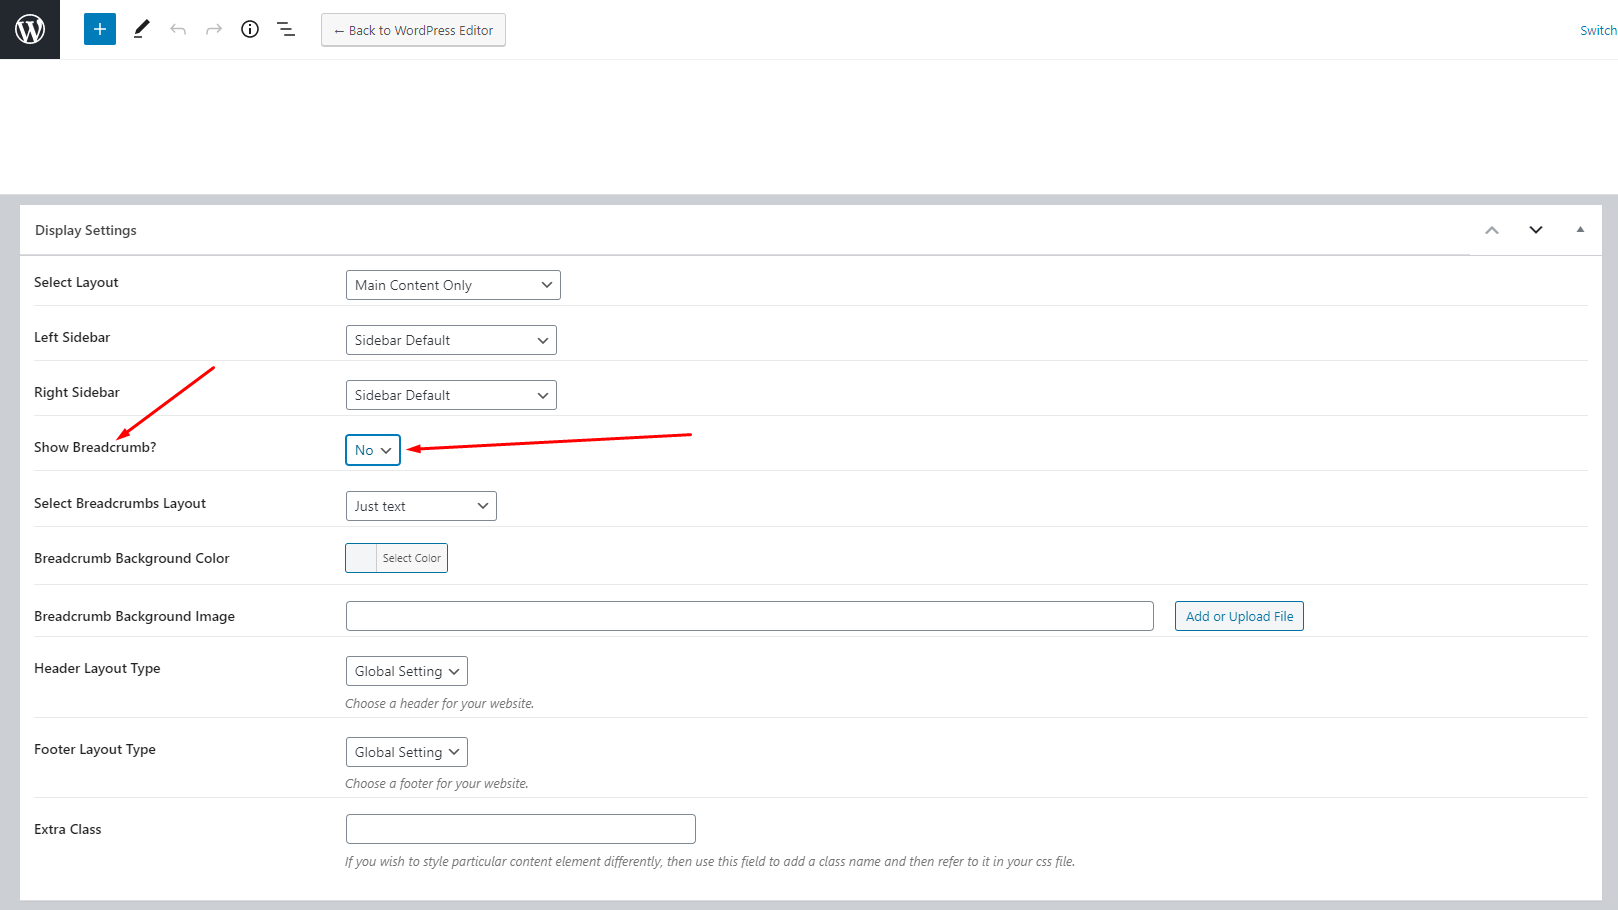 ← Back to WordPress Editor
Switch
Display Settings
Select Layout
Main Content Only
Left Sidebar
Sidebar Default
Right Sidebar
Sidebar Default
Show Breadcrumb?
No
Select Breadcrumbs Layout
Just text
Breadcrumb Background Color
Select Color
Breadcrumb Background Image
Add or Upload File
Header Layout Type
Global Setting
Choose a header for your website.
Footer Layout Type
Global Setting
Choose a footer for your website.
Extra Class
If you wish to style particular content element differently, then use this field to add a class name and then refer to it in your css file.